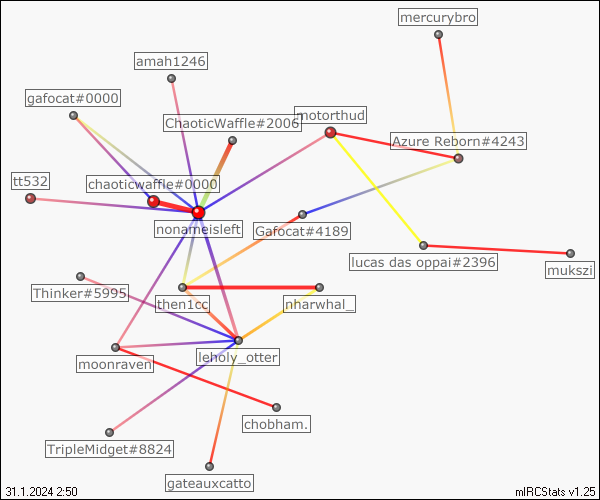 mercurybro
amah1246
gafocat#0000
motorthud
ChaoticWaffle#2006
Azure Reborn#4243
tt532
chaoticwaffle#0000
nonameisleft
Gafocat#4189
lucas das oppai#2396
mukszi
Thinker#5995
then1cc
nharwhal_
leholy_otter
moonraven
chobham.
TripleMidget#8824
gateauxcatto
31.1.2024 2:50
mIRCStats v1.25